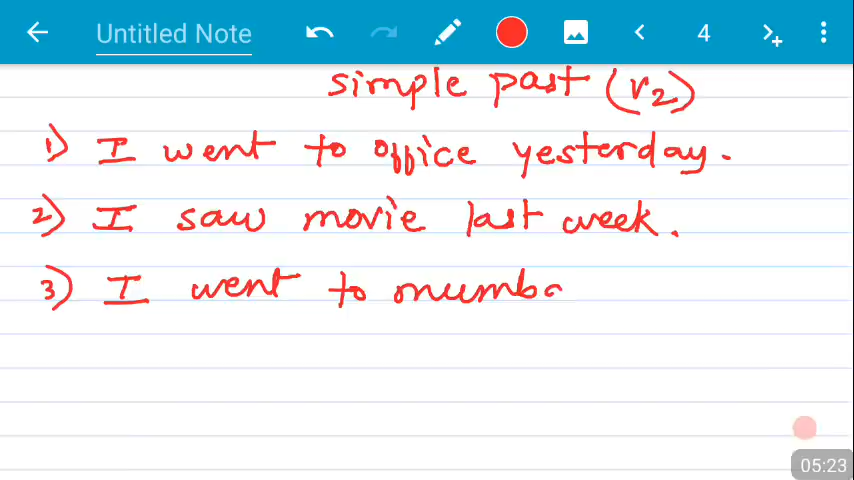 Untitled Note
4
simple past (V2)
1) I went to office yesterday.
2) I saw movie last week.
3) I went to mumba
05:23